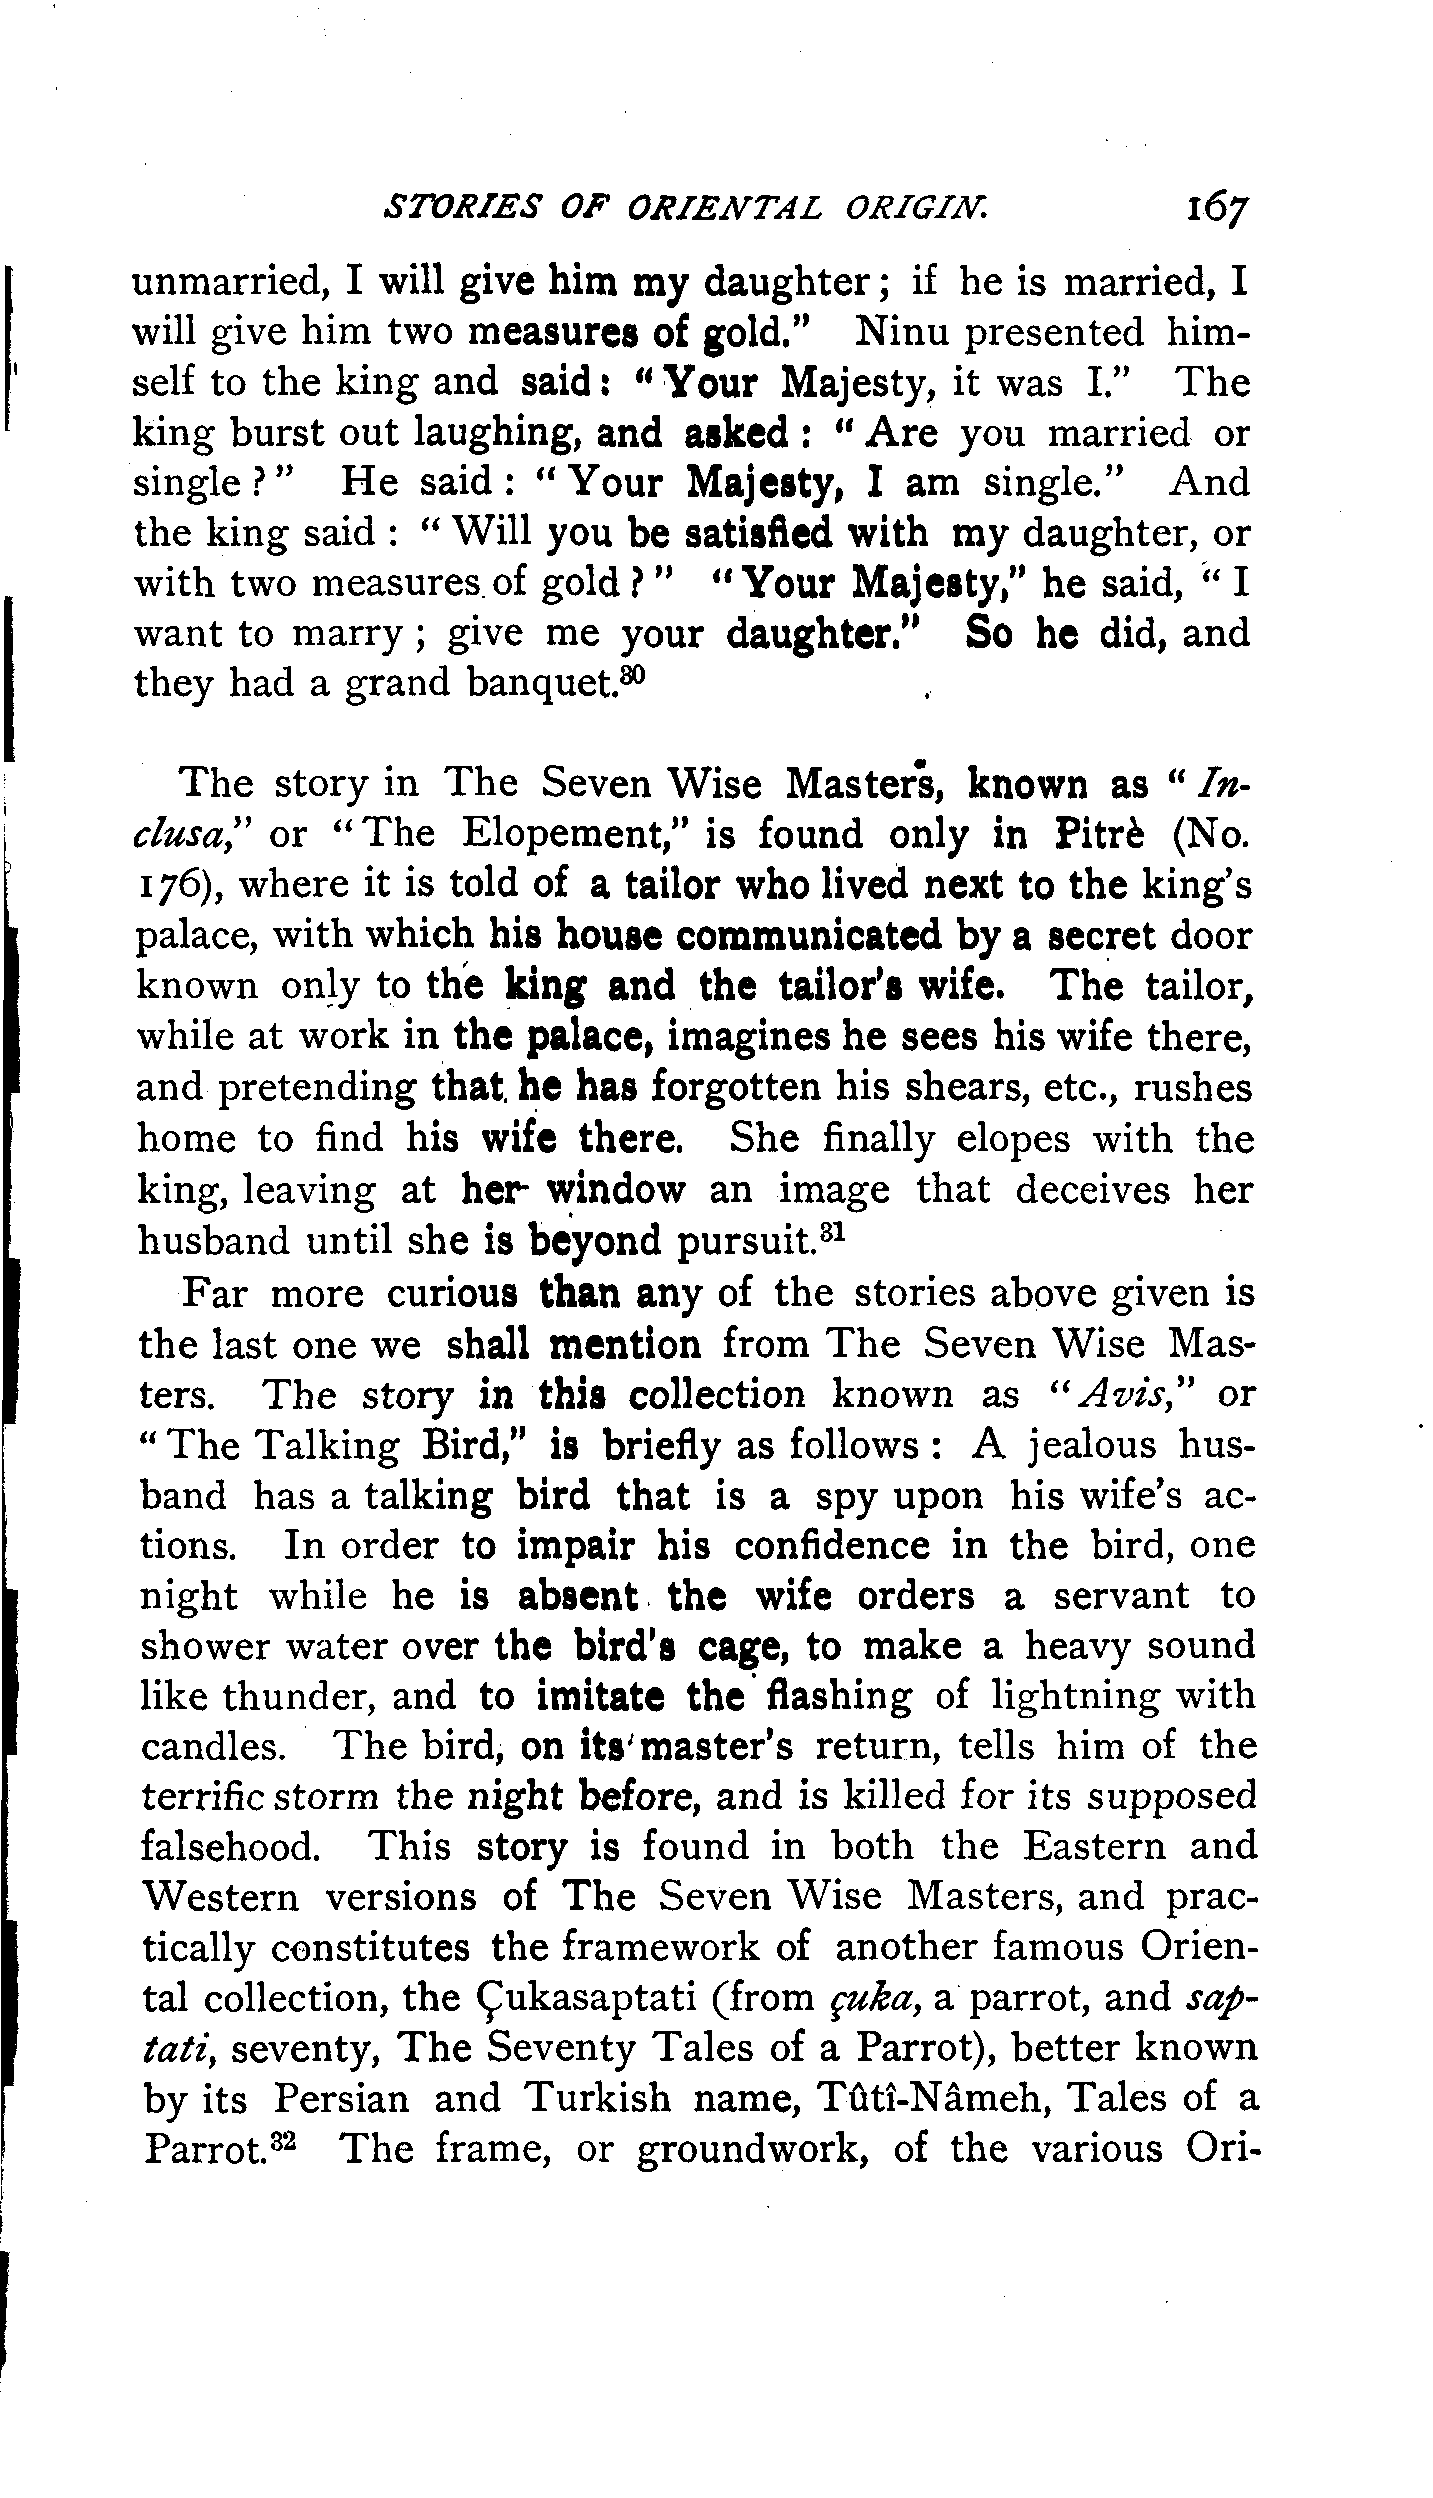 STORIES OF ORIENTAL ORIGIN. 167
unmarried, I will give him my daughter; if he is married, I
will give him two measures of gold." Ninu presented him-
self to the king and said: "Your Majesty, it was I." The
king burst out laughing, and asked: "Are you married or
single?" He said: "Your Majesty, I am single." And
the king said: "Will you be satisfied with my daughter, or
with two measures of gold?" "Your Majesty," he said, "I
want to marry; give me your daughter." So he did, and
they had a grand banquet.³⁰
The story in The Seven Wise Masters, known as "In-
clusa," or "The Elopement," is found only in Pitrè (No.
176), where it is told of a tailor who lived next to the king's
palace, with which his house communicated by a secret door
known only to the king and the tailor's wife. The tailor,
while at work in the palace, imagines he sees his wife there,
and pretending that he has forgotten his shears, etc., rushes
home to find his wife there. She finally elopes with the
king, leaving at her window an image that deceives her
husband until she is beyond pursuit.³¹
Far more curious than any of the stories above given is
the last one we shall mention from The Seven Wise Mas-
ters. The story in this collection known as "Avis," or
"The Talking Bird," is briefly as follows: A jealous hus-
band has a talking bird that is a spy upon his wife's ac-
tions. In order to impair his confidence in the bird, one
night while he is absent the wife orders a servant to
shower water over the bird's cage, to make a heavy sound
like thunder, and to imitate the flashing of lightning with
candles. The bird, on its master's return, tells him of the
terrific storm the night before, and is killed for its supposed
falsehood. This story is found in both the Eastern and
Western versions of The Seven Wise Masters, and prac-
tically constitutes the framework of another famous Orien-
tal collection, the Çukasaptati (from çuka, a parrot, and sap-
tati, seventy, The Seventy Tales of a Parrot), better known
by its Persian and Turkish name, Tûtî-Nâmeh, Tales of a
Parrot.³² The frame, or groundwork, of the various Ori-